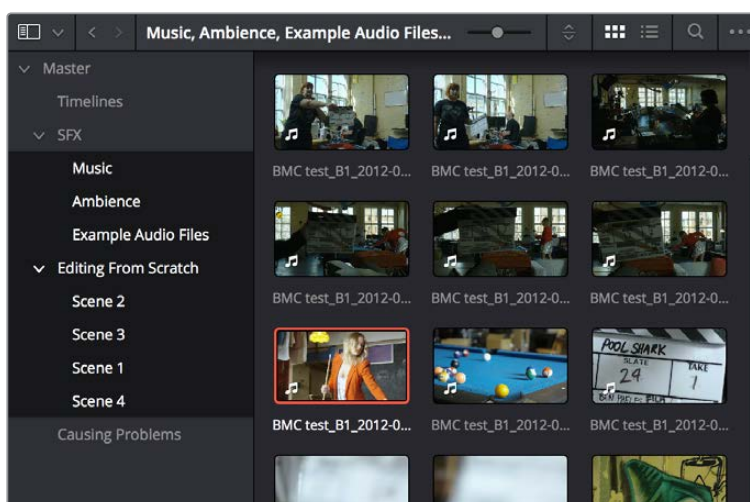 Music, Ambience, Example Audio Files...
Master
Timelines
SFX
Music
Ambience
Example Audio Files
Editing From Scratch
Scene 2
Scene 3
Scene 1
Scene 4
Causing Problems
BMC test_B1_2012-0...
BMC test_B1_2012-0...
BMC test_B1_2012-0...
BMC test_B1_2012-0...
BMC test_B1_2012-0...
BMC test_B1_2012-0...
BMC test_B1_2012-0...
BMC test_B1_2012-0...
POOL SHARK
SLATE
TAKE
24
1
BMC test_B1_2012-0...